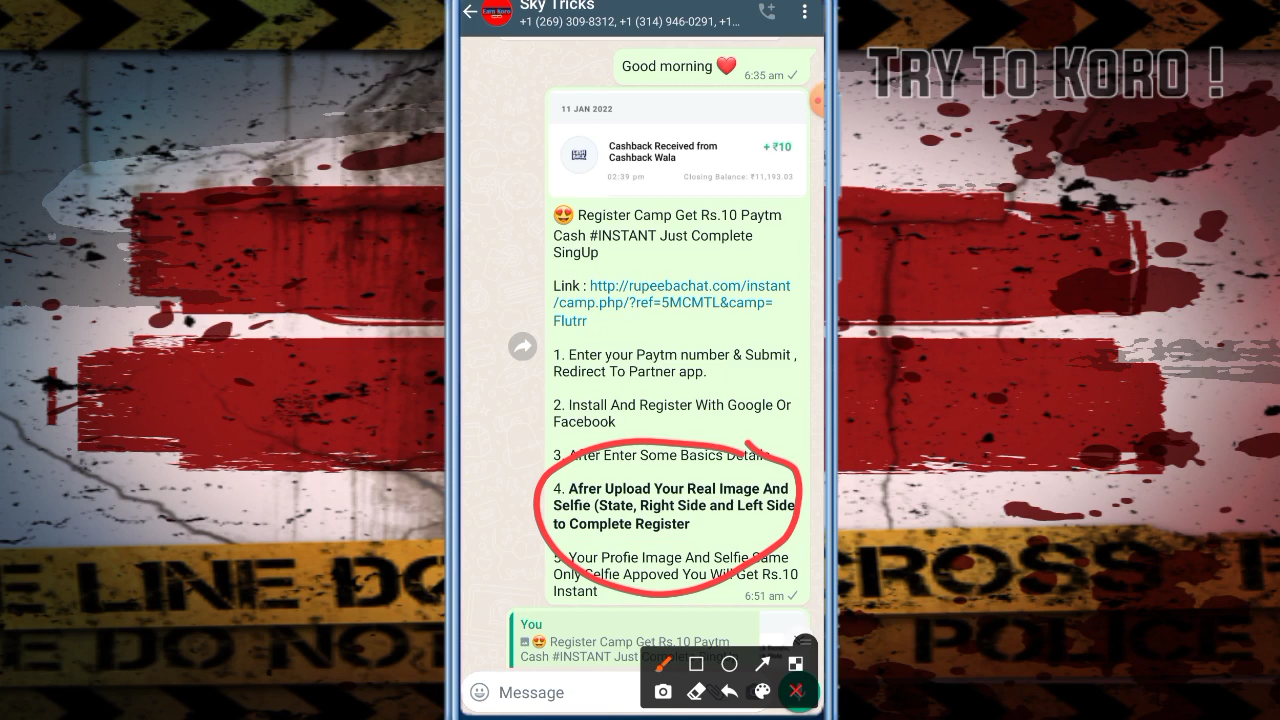 Sky Tricks
+1 (269) 309-8312, +1 (314) 946-0291, +1...
TRY TO KORO !
Good morning ❤️
6:35 am
11 JAN 2022
Cashback Received from
Cashback Wala
+ ₹10
02:39 pm
Closing Balance: ₹11,193.03
😍 Register Camp Get Rs.10 Paytm
Cash #INSTANT Just Complete
SingUp
Link : http://rupeebachat.com/instant
/camp.php/?ref=5MCMTL&camp=
Flutrr
1. Enter your Paytm number & Submit ,
Redirect To Partner app.
2. Install And Register With Google Or
Facebook
3. After Enter Some Basics Details
4. Afrer Upload Your Real Image And
Selfie (State, Right Side and Left Side
to Complete Register
5. Your Profie Image And Selfie Same
Only Selfie Appoved You Will Get Rs.10
Instant
6:51 am
You
😍 Register Camp Get Rs.10 Paytm
Cash #INSTANT Just
Message
E LINE DO
CROSS
E DO NOT
POLICE